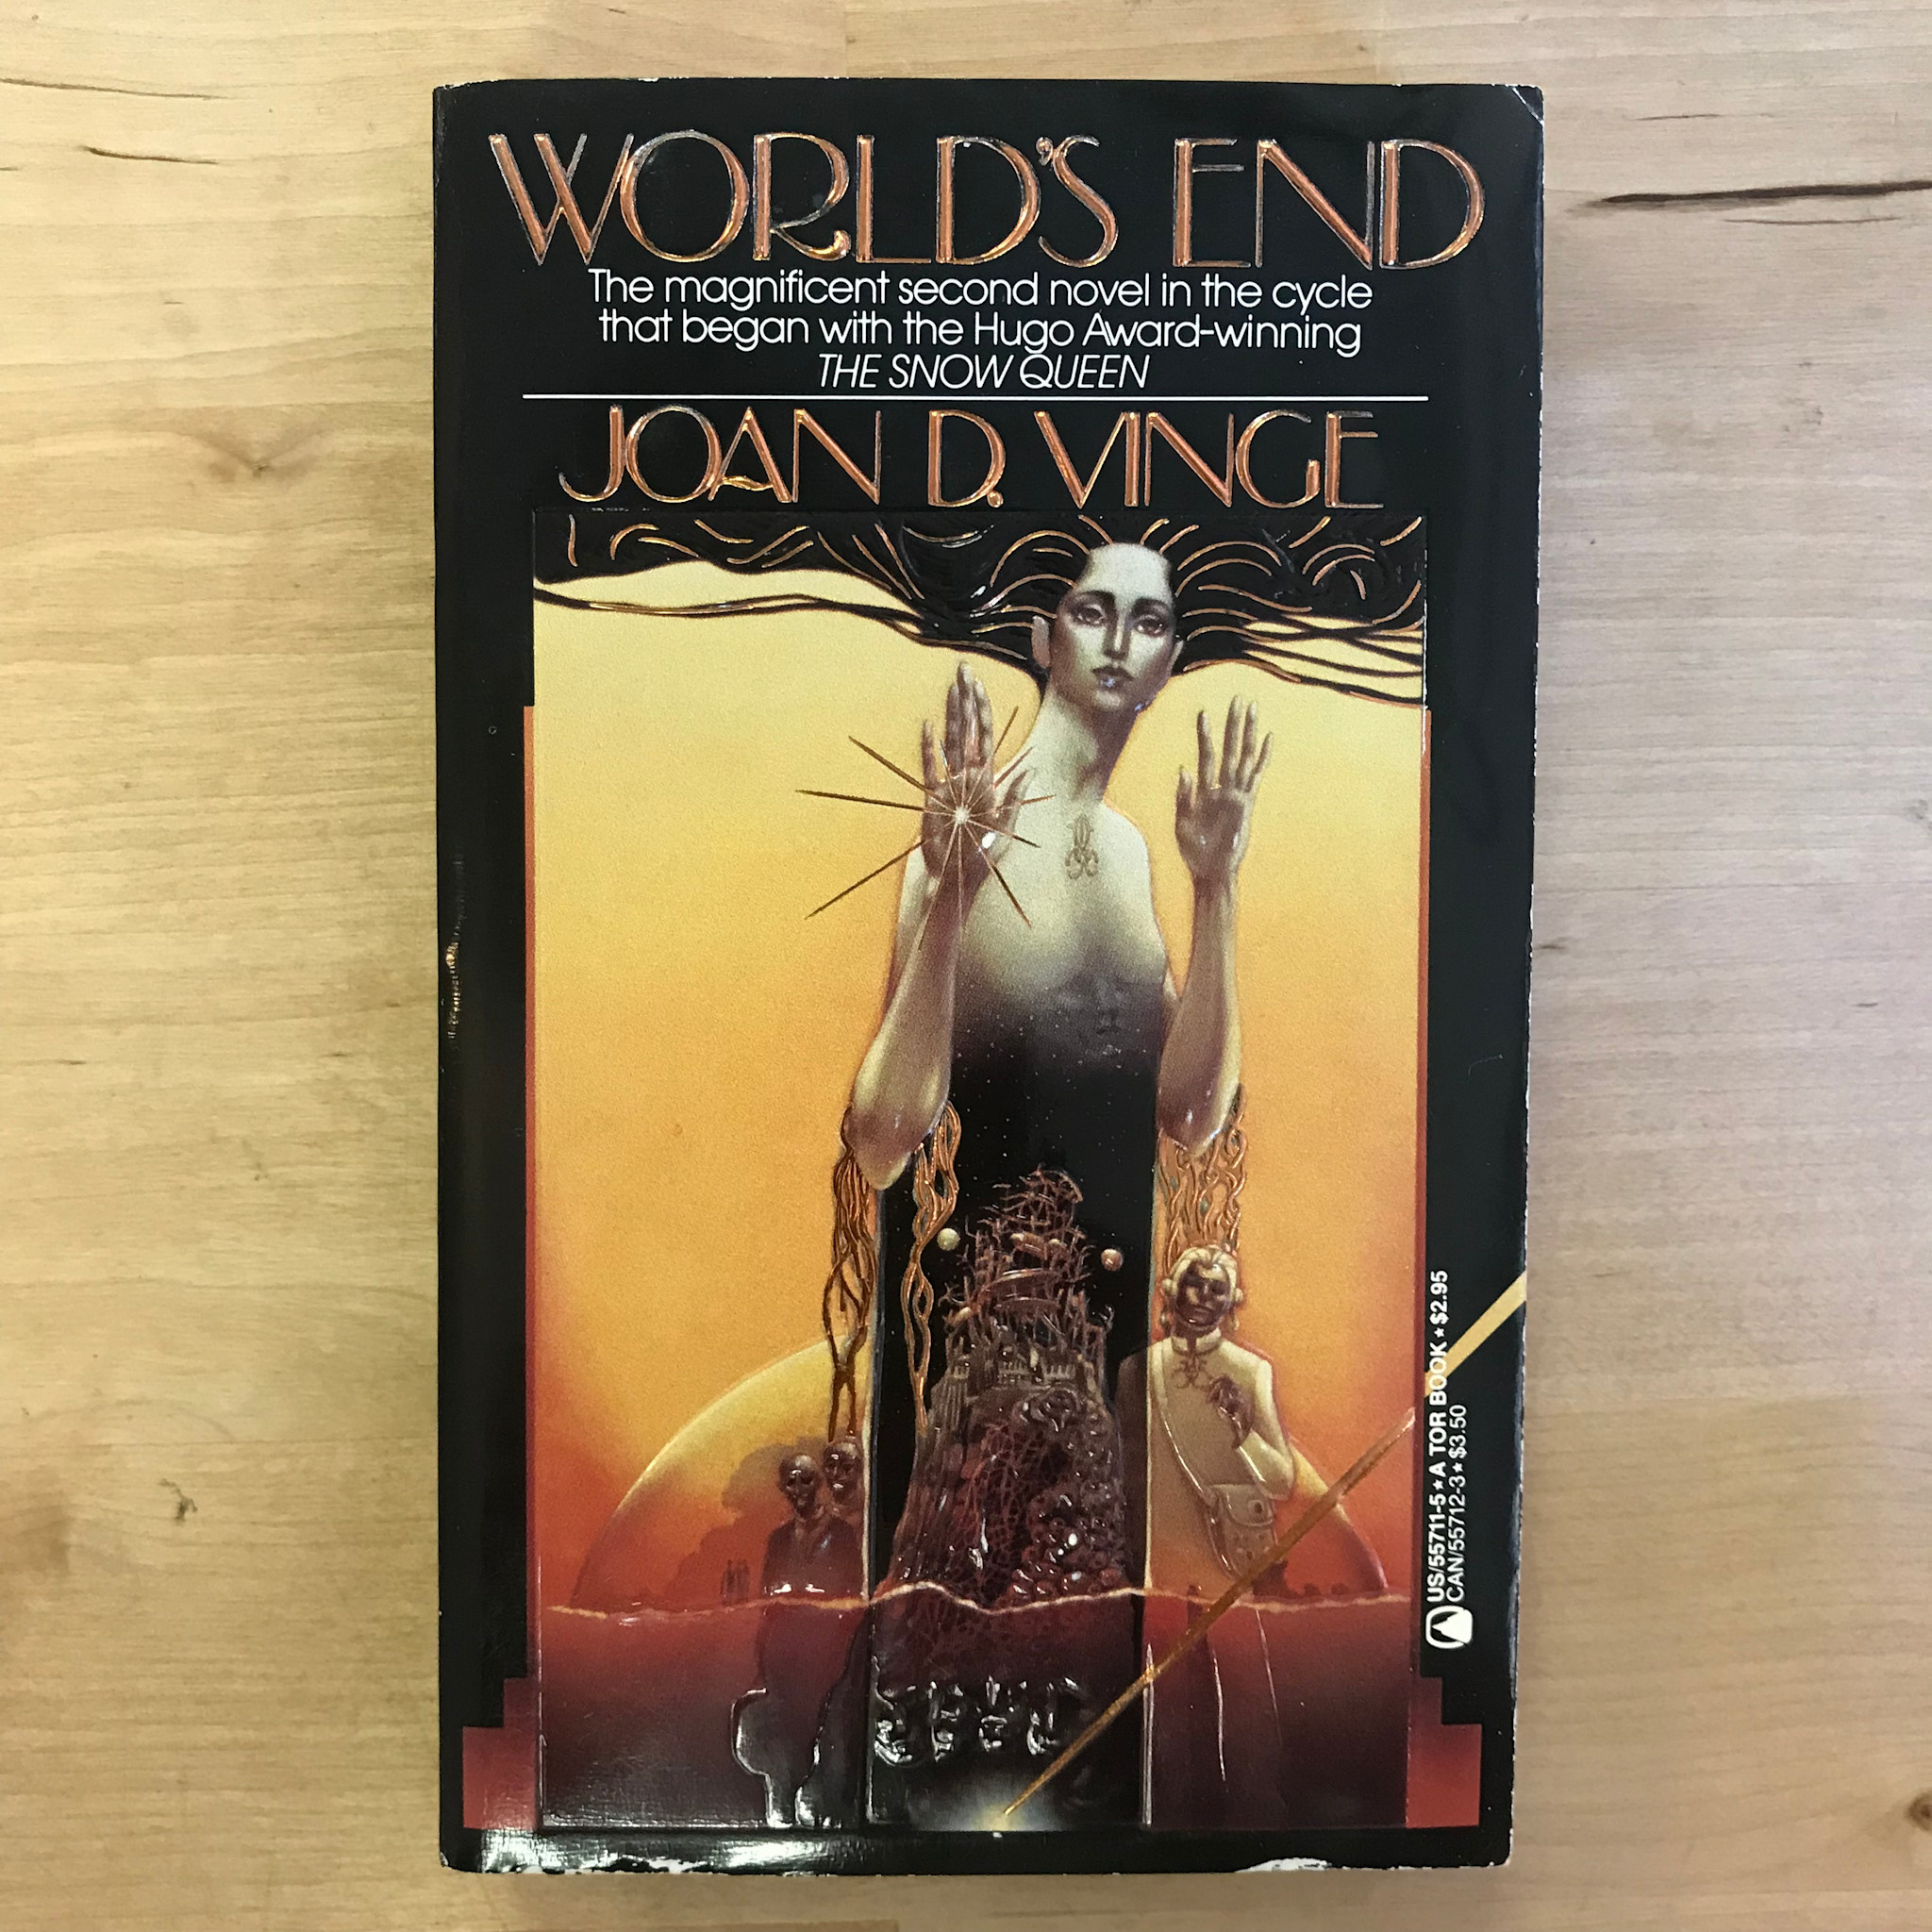 WORLD'S END
The magnificent second novel in the cycle
that began with the Hugo Award-winning
THE SNOW QUEEN
JOAN D. VINGE
US/55711-5★A TOR BOOK★$2.95
CAN/55712-3★$3.50